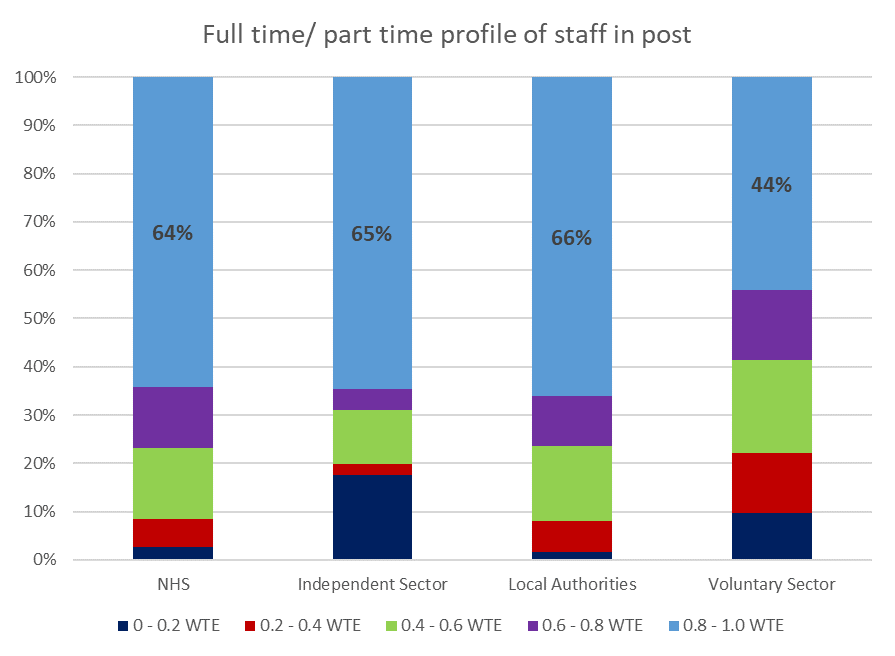 Full time/ part time profile of staff in post
100%
90%
80%
70%
60%
50%
40%
30%
20%
10%
0%
64%
65%
66%
44%
NHS
Independent Sector
Local Authorities
Voluntary Sector
0 - 0.2 WTE
0.2 - 0.4 WTE
0.4 - 0.6 WTE
0.6 - 0.8 WTE
0.8 - 1.0 WTE